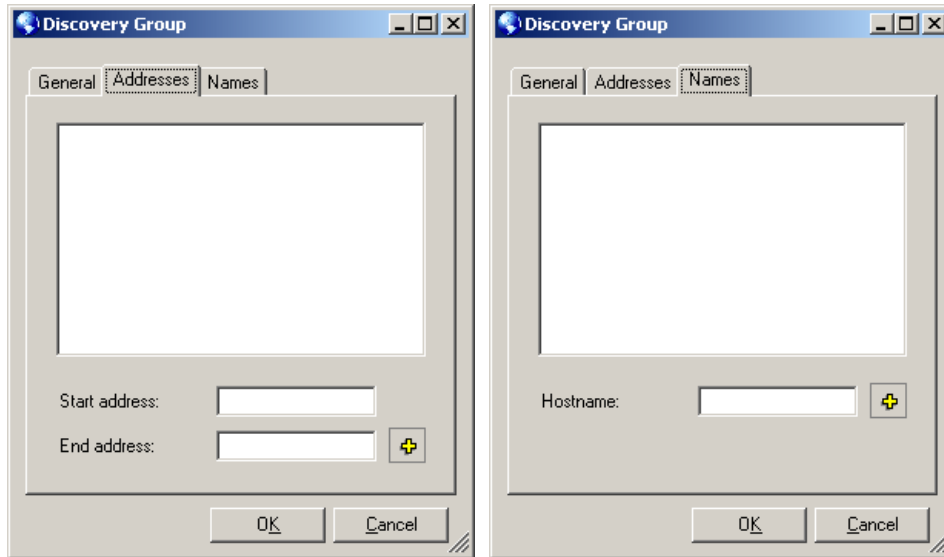 Discovery Group
General Addresses Names
Start address:
End address:
OK Cancel
Discovery Group
General Addresses Names
Hostname:
OK Cancel